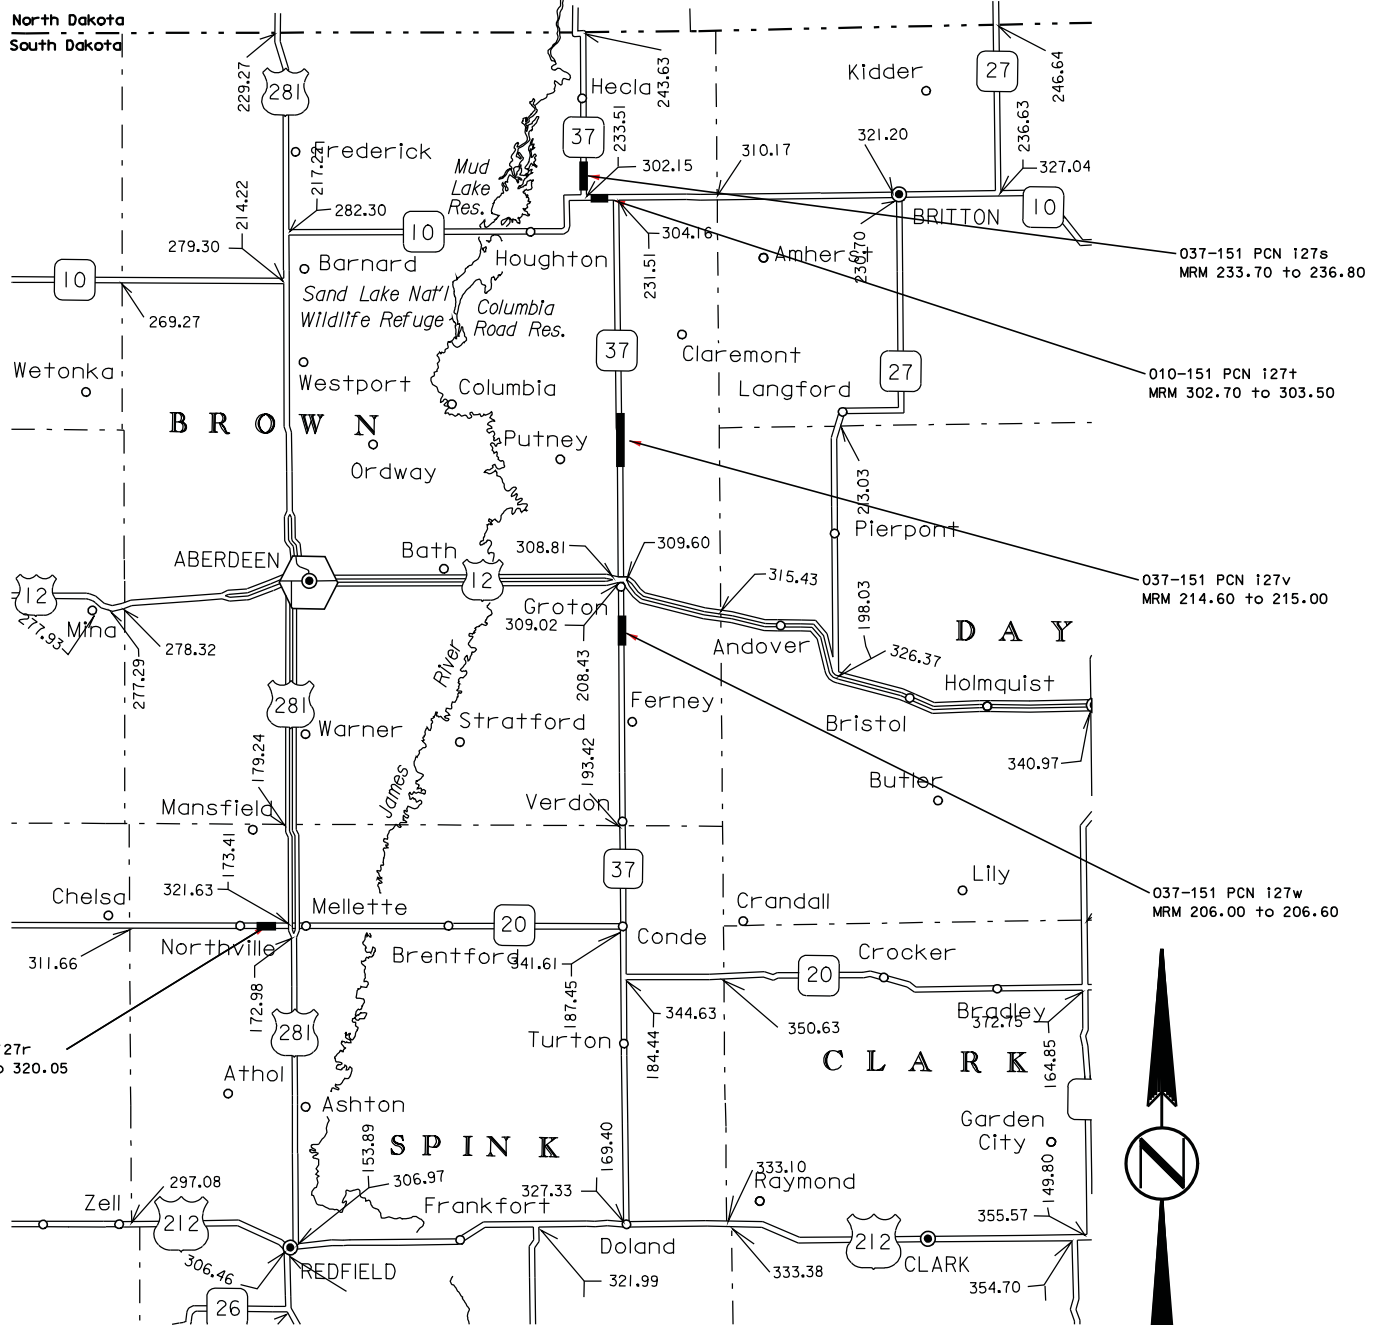 North Dakota
South Dakota
229.27
281
Hecla
243.63
Kidder
27
246.64
Frederick
217.22
37
233.51
302.15
310.17
321.20
236.63
327.04
Mud
Lake
Res.
214.22
282.30
10
304.16
BRITTON
10
279.30
Houghton
231.51
Amherst
230.70
037-151 PCN i27s
MRM 233.70 to 236.80
10
Barnard
Sand Lake Nat'l
Wildlife Refuge
Columbia
Road Res.
269.27
37
Claremont
Wetonka
Westport
Columbia
Langford
27
010-151 PCN i27t
MRM 302.70 to 303.50
BROWN
Ordway
Putney
213.03
Pierpont
ABERDEEN
Bath
308.81
309.60
12
12
315.43
037-151 PCN i27v
MRM 214.60 to 215.00
Mina
277.93
277.29
278.32
Groton
309.02
Andover
198.03
326.37
DAY
River
208.43
281
Ferney
Holmquist
Warner
Stratford
Bristol
179.24
James
193.42
340.97
Mansfield
Verdon
Butler
173.41
37
321.63
Chelsa
Mellette
Crandall
Lily
037-151 PCN i27w
MRM 206.00 to 206.60
Northville
Brentford
20
341.61
Conde
311.66
172.98
187.45
Crocker
20
281
344.63
350.63
Bradley
372.75
27r
320.05
Turton
184.44
CLARK
164.85
Athol
Ashton
SPINK
153.89
169.40
Garden
City
149.80
N
Zell
297.08
306.97
Frankfort
327.33
333.10
Raymond
355.57
212
306.46
REDFIELD
Doland
212
CLARK
26
321.99
333.38
354.70